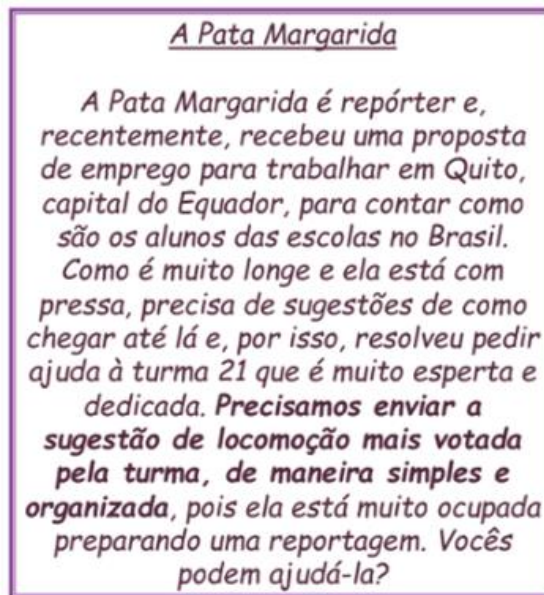 A Pata Margarida
A Pata Margarida é repórter e,
recentemente, recebeu uma proposta
de emprego para trabalhar em Quito,
capital do Equador, para contar como
são os alunos das escolas no Brasil.
Como é muito longe e ela está com
pressa, precisa de sugestões de como
chegar até lá e, por isso, resolveu pedir
ajuda à turma 21 que é muito esperta e
dedicada. Precisamos enviar a
sugestão de locomoção mais votada
pela turma, de maneira simples e
organizada, pois ela está muito ocupada
preparando uma reportagem. Vocês
podem ajudá-la?